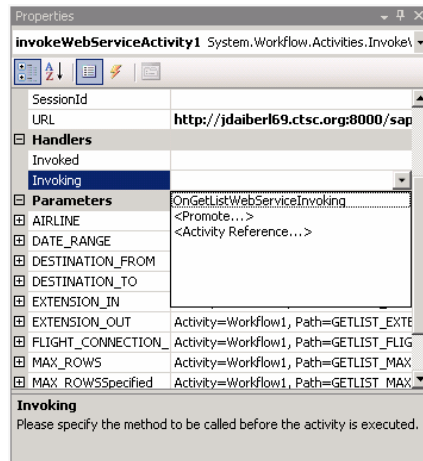 Properties
invokeWebServiceActivity1 System.Workflow.Activities.Invoke
SessionId
URL http://jdaiberl69.ctsc.org:8000/sap
Handlers
Invoked
Invoking
Parameters OnGetListWebServiceInvoking
AIRLINE <Promote...>
DATE_RANGE <Activity Reference...>
DESTINATION_FROM
DESTINATION_TO
EXTENSION_IN
EXTENSION_OUT Activity=Workflow1, Path=GETLIST_EXTE
FLIGHT_CONNECTION_ Activity=Workflow1, Path=GETLIST_FLIG
MAX_ROWS Activity=Workflow1, Path=GETLIST_MAX
MAX_ROWSSpecified Activity=Workflow1, Path=GETLIST_MAX
Invoking
Please specify the method to be called before the activity is executed.